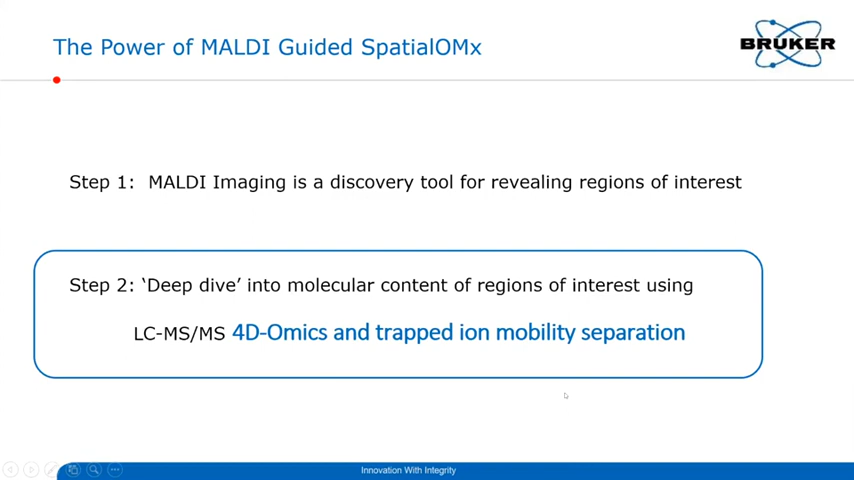 The Power of MALDI Guided SpatialOMx
BRUKER
Step 1: MALDI Imaging is a discovery tool for revealing regions of interest
Step 2: ‘Deep dive’ into molecular content of regions of interest using
LC-MS/MS 4D-Omics and trapped ion mobility separation
Innovation With Integrity